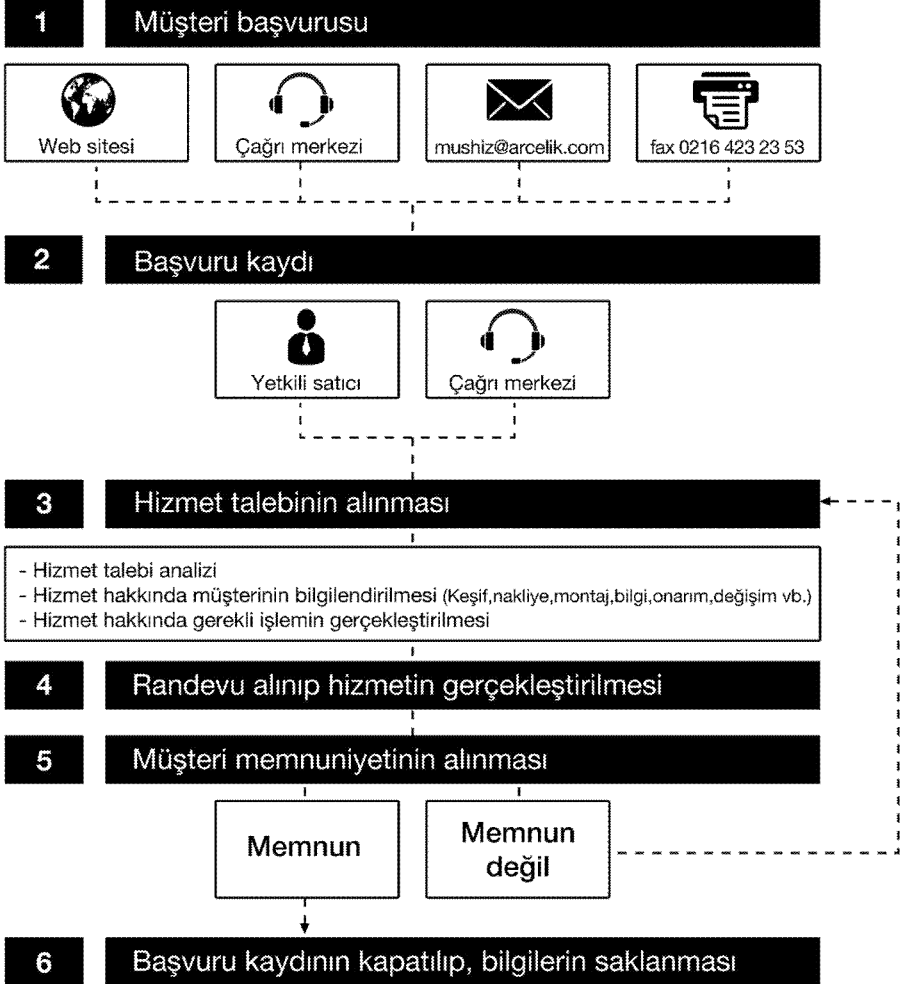 1 Müşteri başvurusu
Web sitesi
Çağrı merkezi
mushiz@arcelik.com
fax 0216 423 23 53
2 Başvuru kaydı
Yetkili satıcı
Çağrı merkezi
3 Hizmet talebinin alınması
- Hizmet talebi analizi
- Hizmet hakkında müşterinin bilgilendirilmesi (Keşif,nakliye,montaj,bilgi,onarım,değişim vb.)
- Hizmet hakkında gerekli işlemin gerçekleştirilmesi
4 Randevu alınıp hizmetin gerçekleştirilmesi
5 Müşteri memnuniyetinin alınması
Memnun
Memnun
değil
6 Başvuru kaydının kapatılıp, bilgilerin saklanması